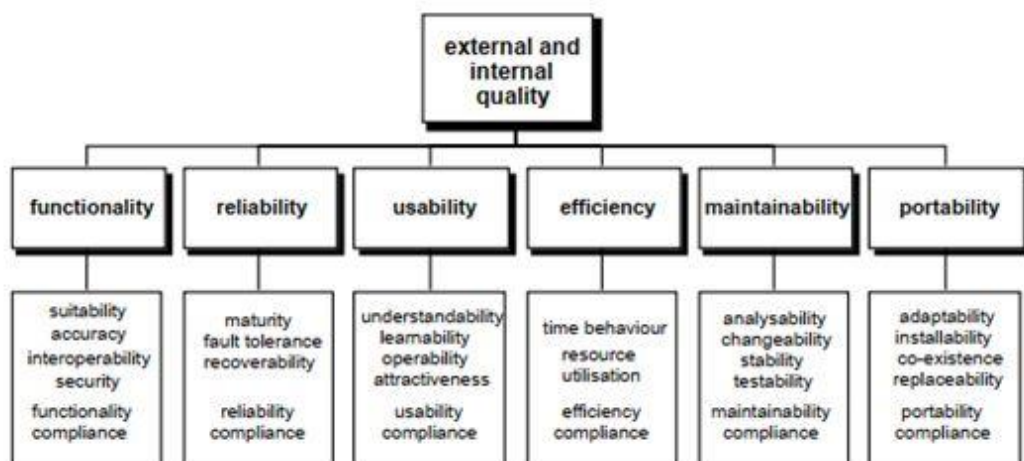 external and
internal
quality
functionality
reliability
usability
efficiency
maintainability
portability
suitability
accuracy
interoperability
security
functionality
compliance
maturity
fault tolerance
recoverability
reliability
compliance
understandability
learnability
operability
attractiveness
usability
compliance
time behaviour
resource
utilisation
efficiency
compliance
analysability
changeability
stability
testability
maintainability
compliance
adaptability
installability
co-existence
replaceability
portability
compliance